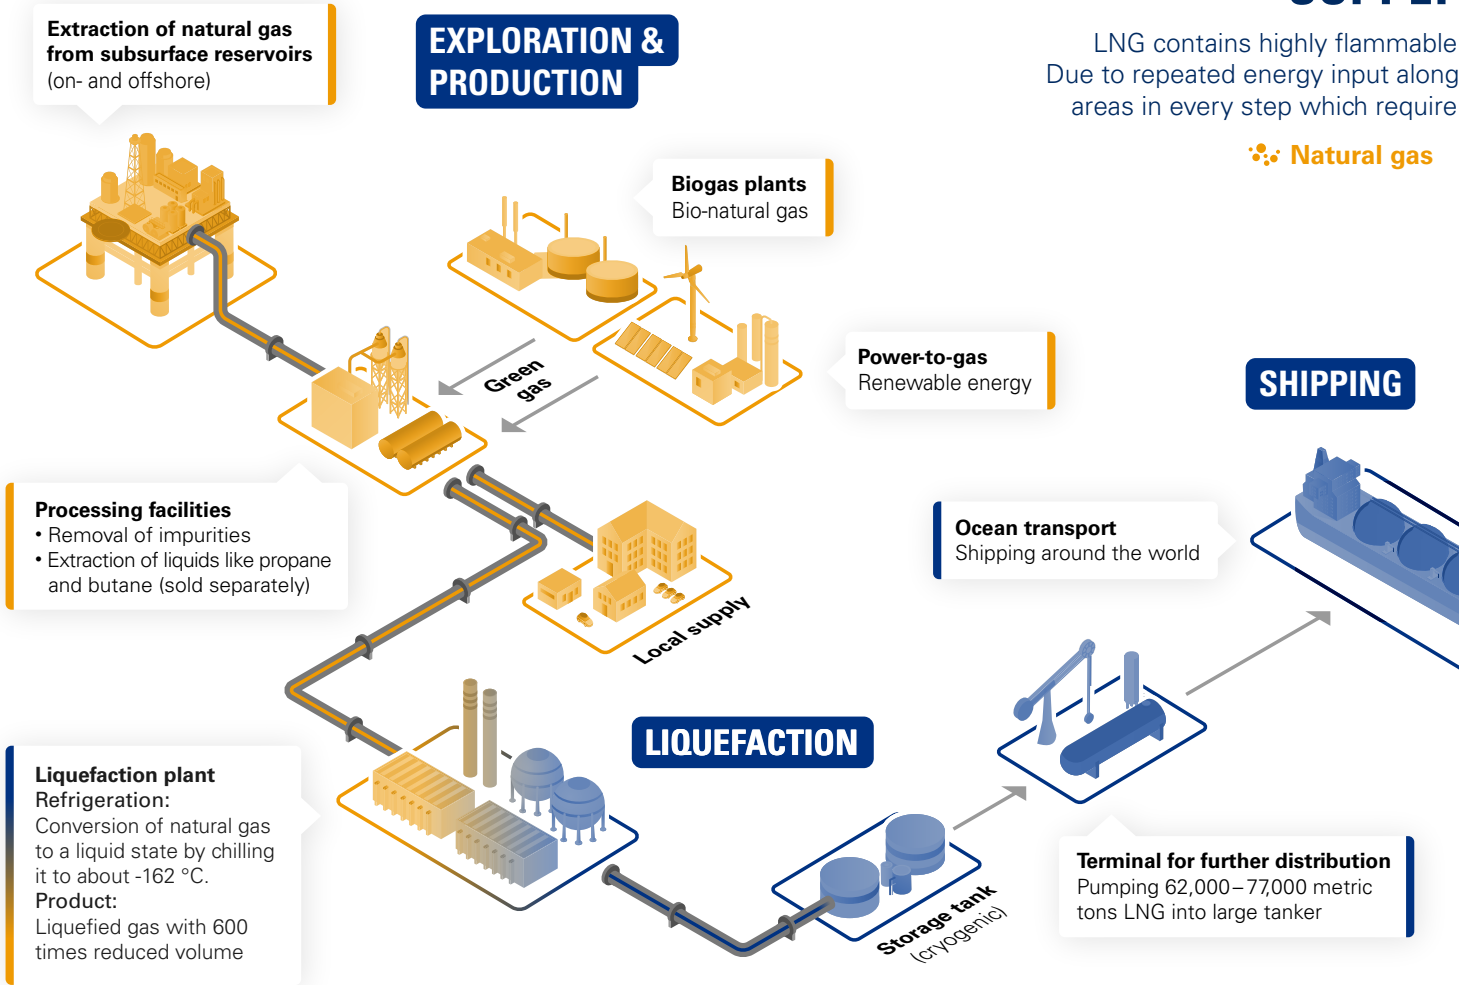 Extraction of natural gas
from subsurface reservoirs
(on- and offshore)
EXPLORATION &
PRODUCTION
LNG contains highly flammable
Due to repeated energy input along
areas in every step which require
Natural gas
Biogas plants
Bio-natural gas
Green
gas
Power-to-gas
Renewable energy
SHIPPING
Processing facilities
• Removal of impurities
• Extraction of liquids like propane
and butane (sold separately)
Ocean transport
Shipping around the world
Local supply
LIQUEFACTION
Liquefaction plant
Refrigeration:
Conversion of natural gas
to a liquid state by chilling
it to about -162 °C.
Product:
Liquefied gas with 600
times reduced volume
Storage tank
(cryogenic)
Terminal for further distribution
Pumping 62,000–77,000 metric
tons LNG into large tanker